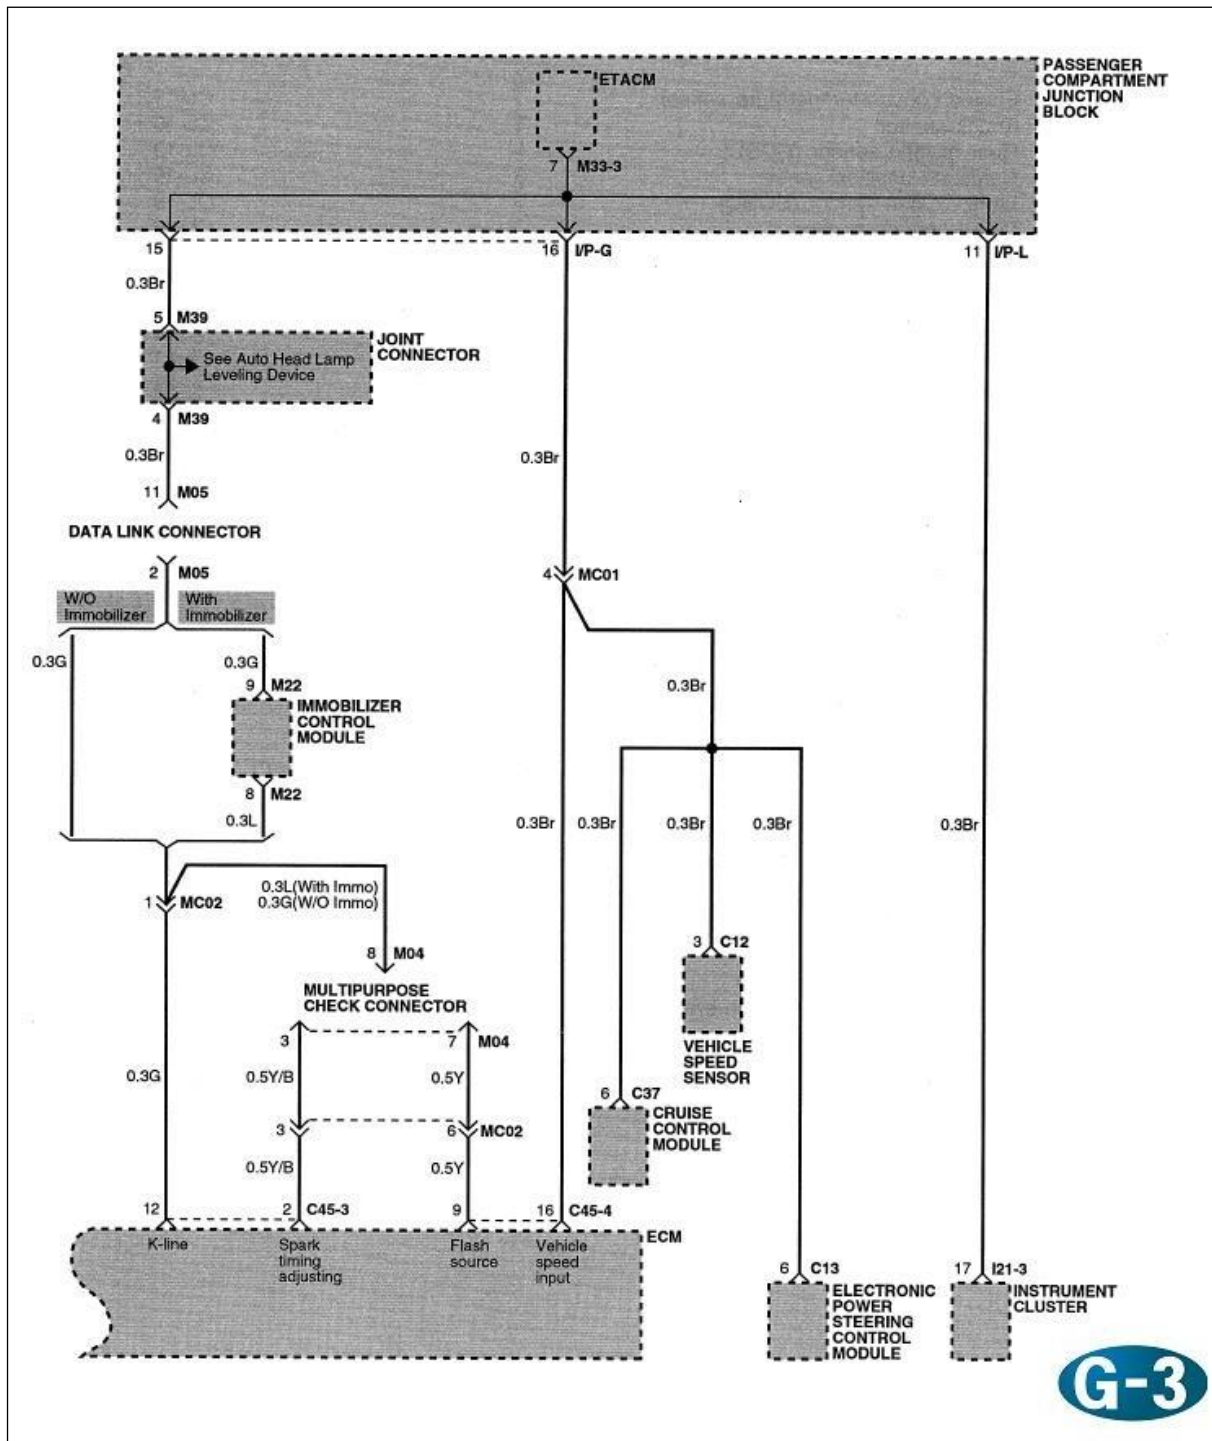 ETACM
PASSENGER
COMPARTMENT
JUNCTION
BLOCK
7 M33-3
15
16 I/P-G
11 I/P-L
0.3Br
5 M39
JOINT
CONNECTOR
See Auto Head Lamp
Leveling Device
4 M39
0.3Br
0.3Br
11 M05
DATA LINK CONNECTOR
2 M05
4 MC01
W/O
Immobilizer
With
Immobilizer
0.3G
0.3G
0.3Br
9 M22
IMMOBILIZER
CONTROL
MODULE
8 M22
0.3L
0.3Br
0.3Br
0.3Br
0.3Br
0.3Br
0.3L(With Immo)
0.3G(W/O Immo)
1 MC02
8 M04
3 C12
MULTIPURPOSE
CHECK CONNECTOR
3
7 M04
VEHICLE
SPEED
SENSOR
0.3G
0.5Y/B
0.5Y
6 C37
CRUISE
CONTROL
MODULE
3
6 MC02
0.5Y/B
0.5Y
12
2 C45-3
9
16 C45-4
ECM
K-line
Spark
timing
adjusting
Flash
source
Vehicle
speed
input
6 C13
ELECTRONIC
POWER
STEERING
CONTROL
MODULE
17 I21-3
INSTRUMENT
CLUSTER
G-3